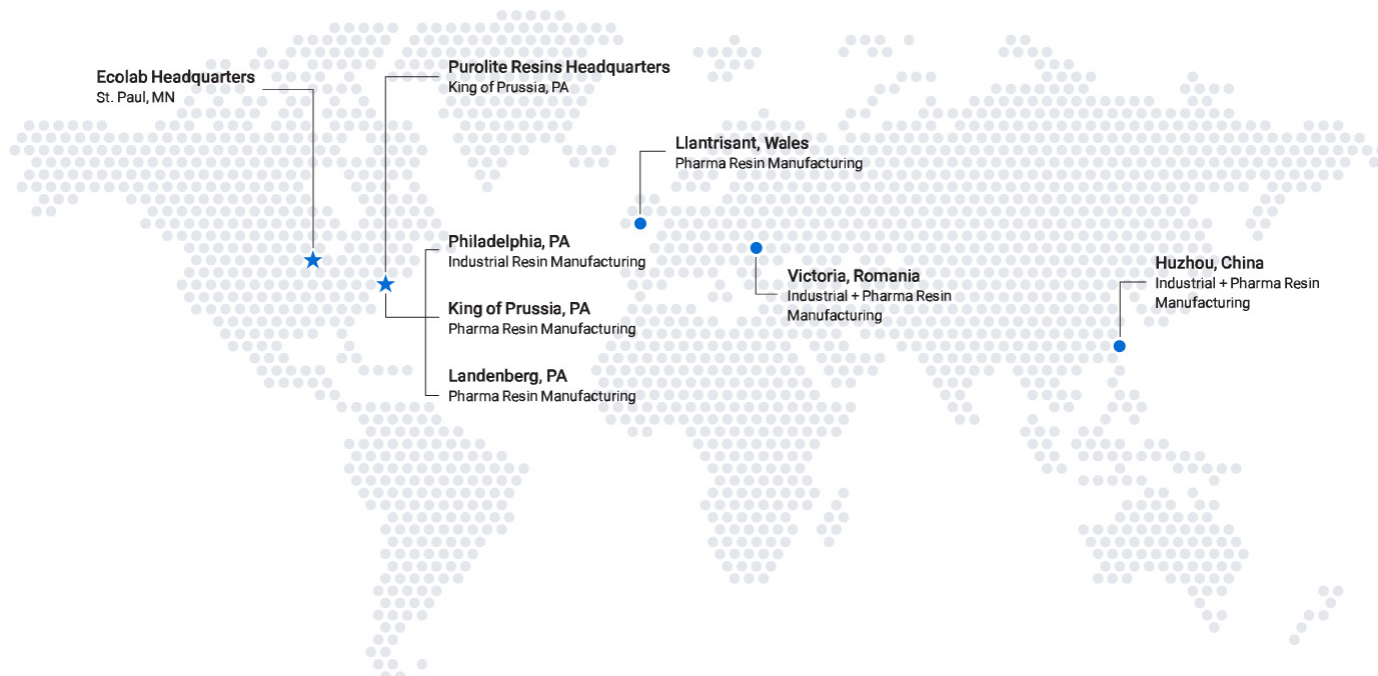 Ecolab Headquarters
St. Paul, MN
Purolite Resins Headquarters
King of Prussia, PA
Llantrisant, Wales
Pharma Resin Manufacturing
Philadelphia, PA
Industrial Resin Manufacturing
King of Prussia, PA
Pharma Resin Manufacturing
Landenberg, PA
Pharma Resin Manufacturing
Victoria, Romania
Industrial + Pharma Resin
Manufacturing
Huzhou, China
Industrial + Pharma Resin
Manufacturing